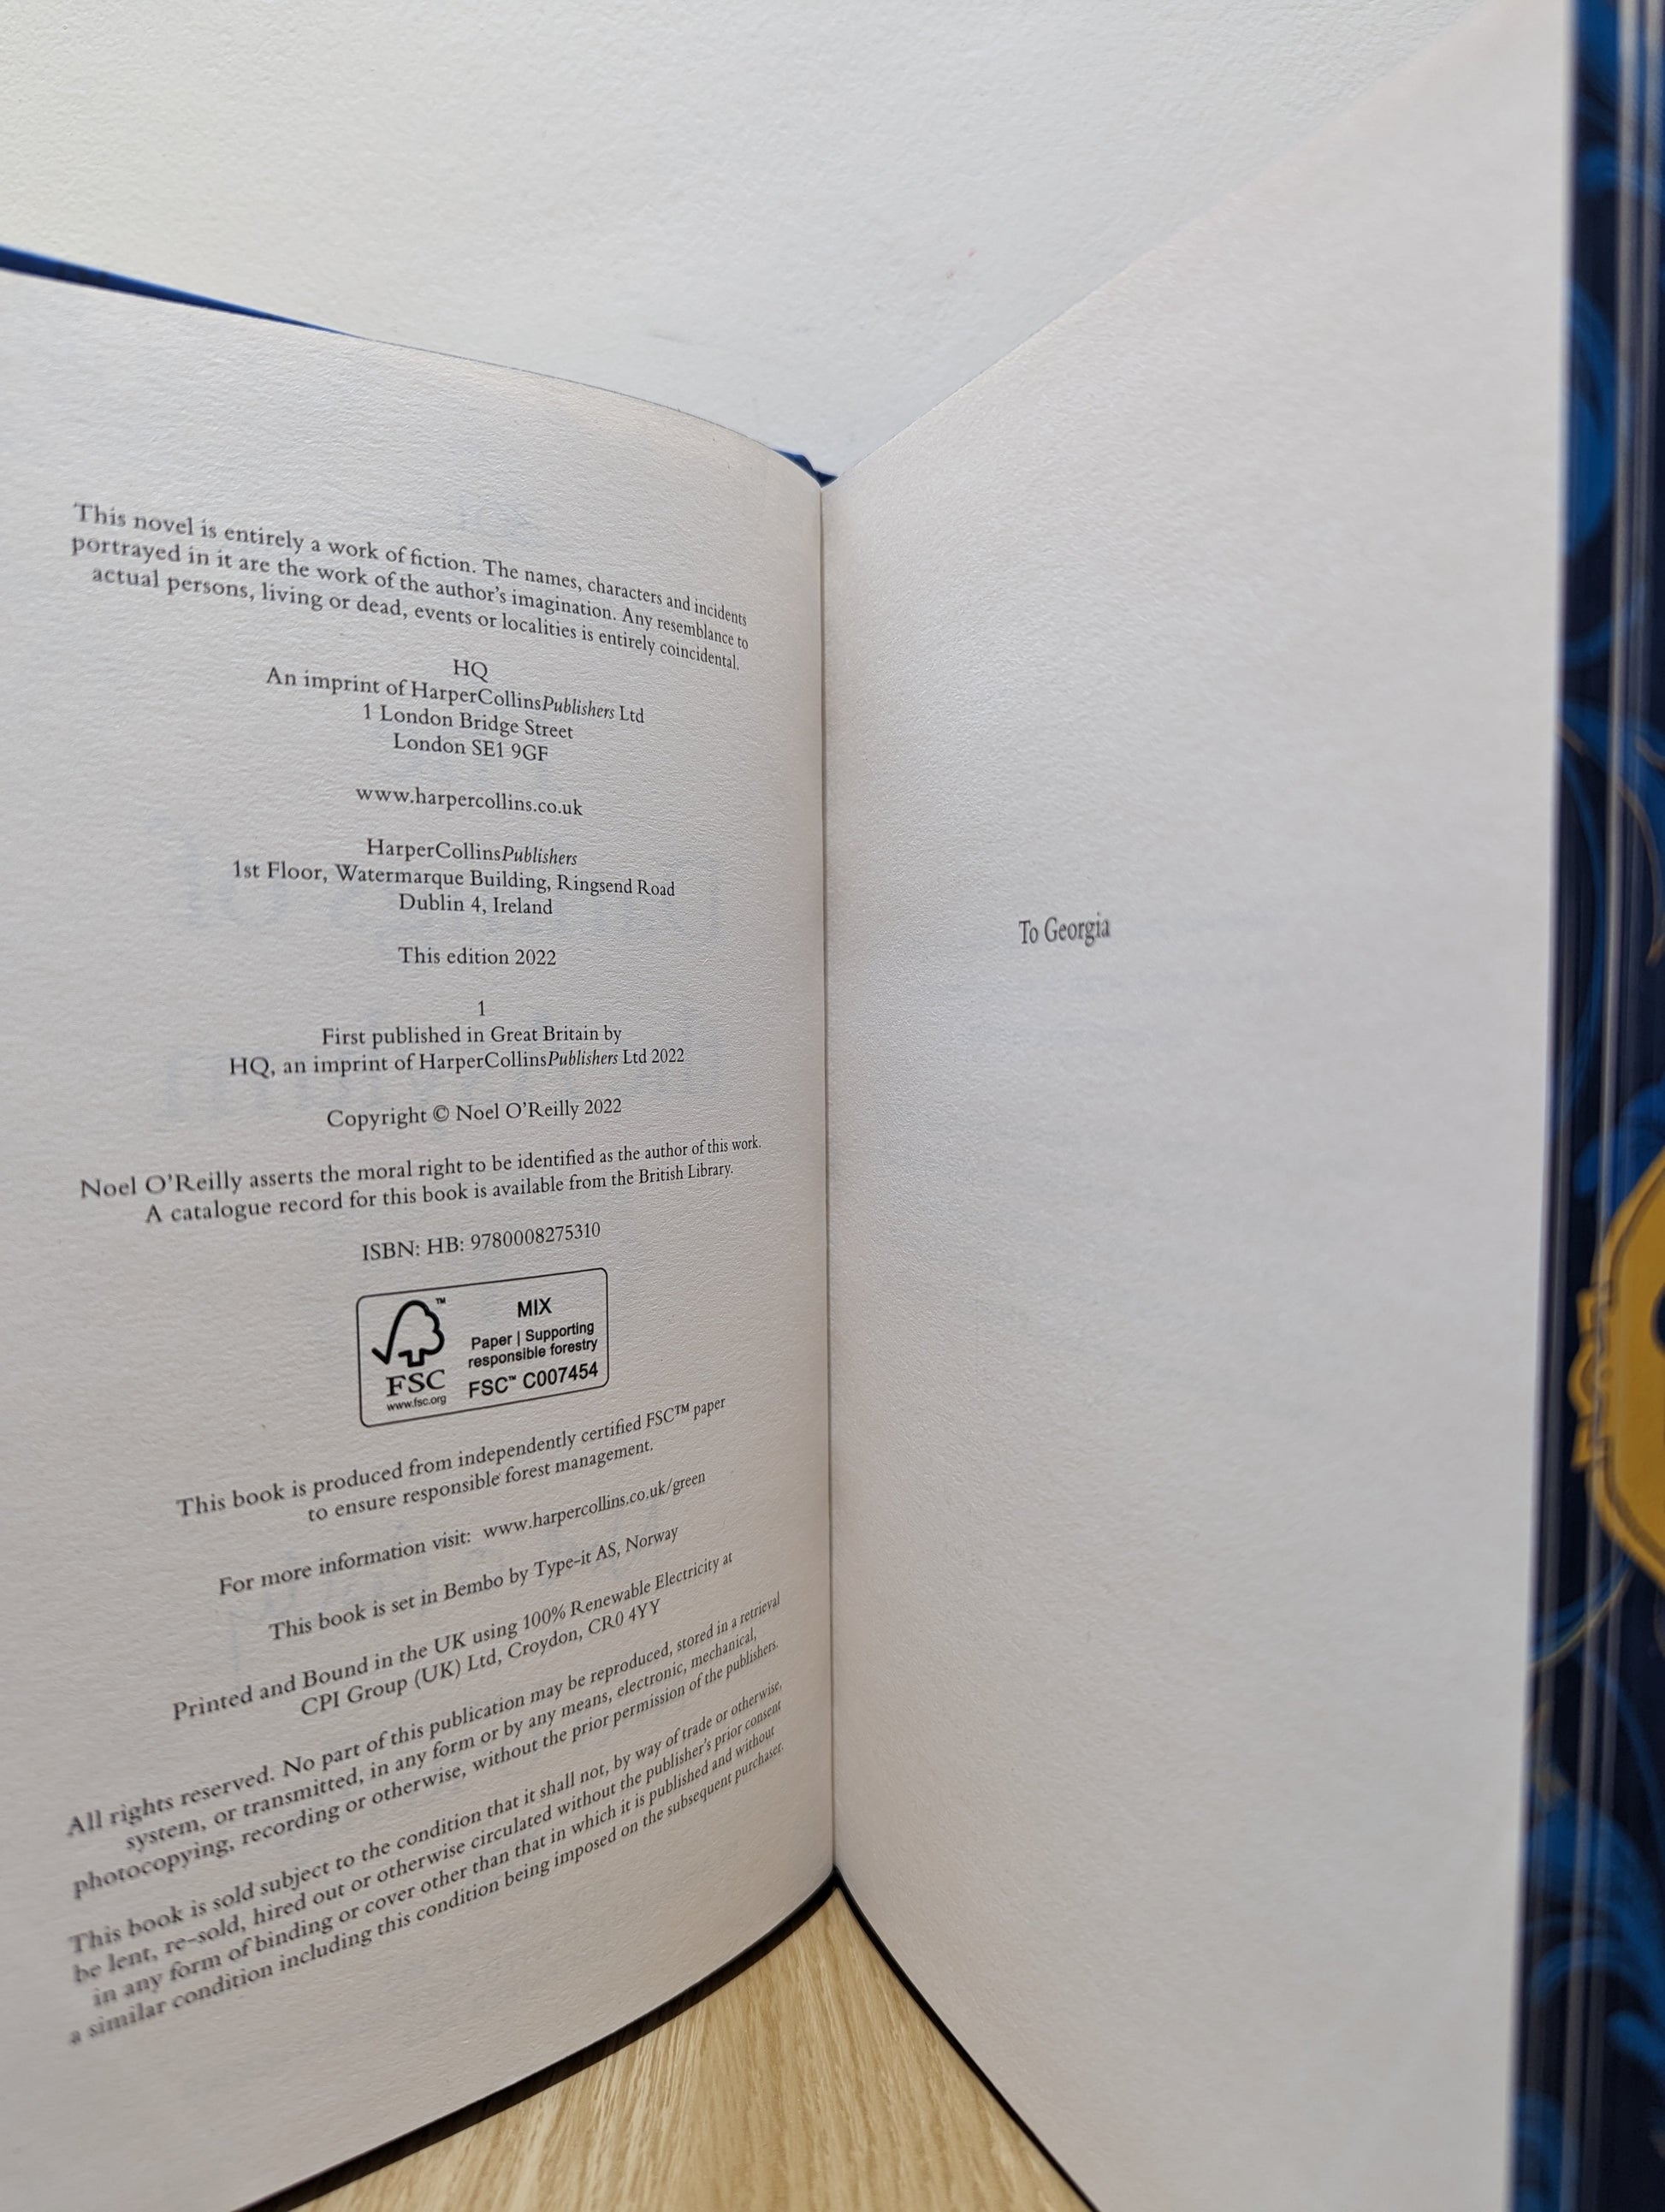 This novel is entirely a work of fiction. The names, characters and incidents
portrayed in it are the work of the author's imagination. Any resemblance to
actual persons, living or dead, events or localities is entirely coincidental.
HQ
An imprint of HarperCollinsPublishers Ltd
1 London Bridge Street
London SE1 9GF
www.harpercollins.co.uk
HarperCollinsPublishers
1st Floor, Watermarque Building, Ringsend Road
Dublin 4, Ireland
This edition 2022
1
First published in Great Britain by
HQ, an imprint of HarperCollinsPublishers Ltd 2022
Copyright © Noel O'Reilly 2022
Noel O'Reilly asserts the moral right to be identified as the author of this work.
A catalogue record for this book is available from the British Library.
ISBN: HB: 9780008275310
™
FSC
www.fsc.org
MIX
Paper | Supporting
responsible forestry
FSC™ C007454
This book is produced from independently certified FSC™ paper
to ensure responsible forest management.
For more information visit: www.harpercollins.co.uk/green
This book is set in Bembo by Type-it AS, Norway
Printed and Bound in the UK using 100% Renewable Electricity at
CPI Group (UK) Ltd, Croydon, CR0 4YY
All rights reserved. No part of this publication may be reproduced, stored in a retrieval
system, or transmitted, in any form or by any means, electronic, mechanical,
photocopying, recording or otherwise, without the prior permission of the publishers.
This book is sold subject to the condition that it shall not, by way of trade or otherwise,
be lent, re-sold, hired out or otherwise circulated without the publisher's prior consent
in any form of binding or cover other than that in which it is published and without
a similar condition including this condition being imposed on the subsequent purchaser.
To Georgia